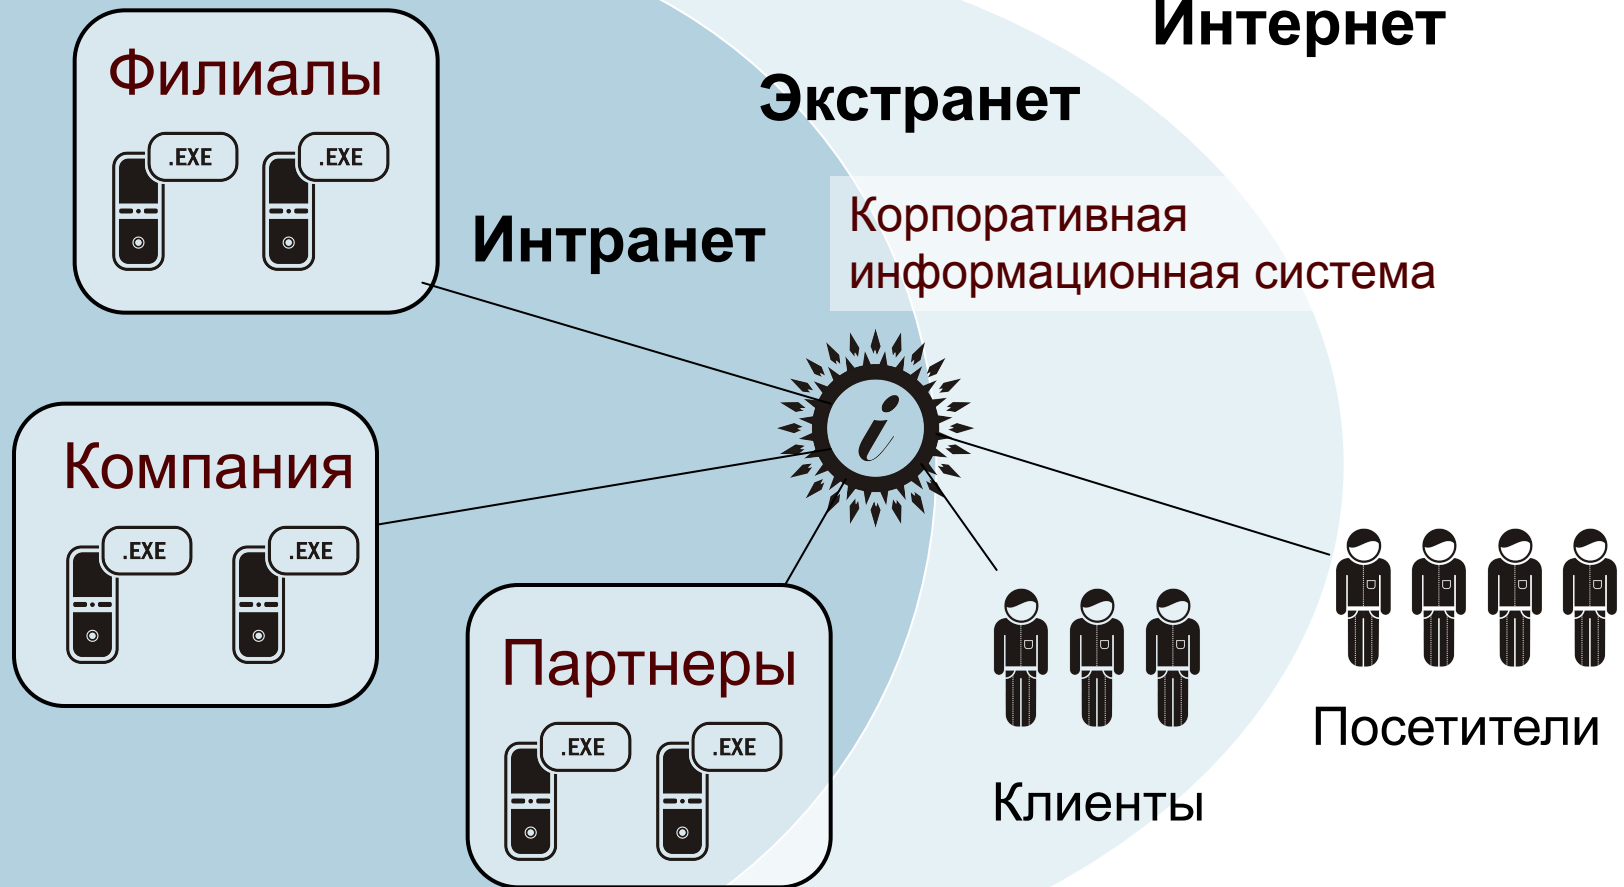 Интернет
Филиалы
Экстранет
.EXE
.EXE
Интранет
Корпоративная
информационная система
i
Компания
.EXE
.EXE
Партнеры
.EXE
.EXE
Посетители
Клиенты